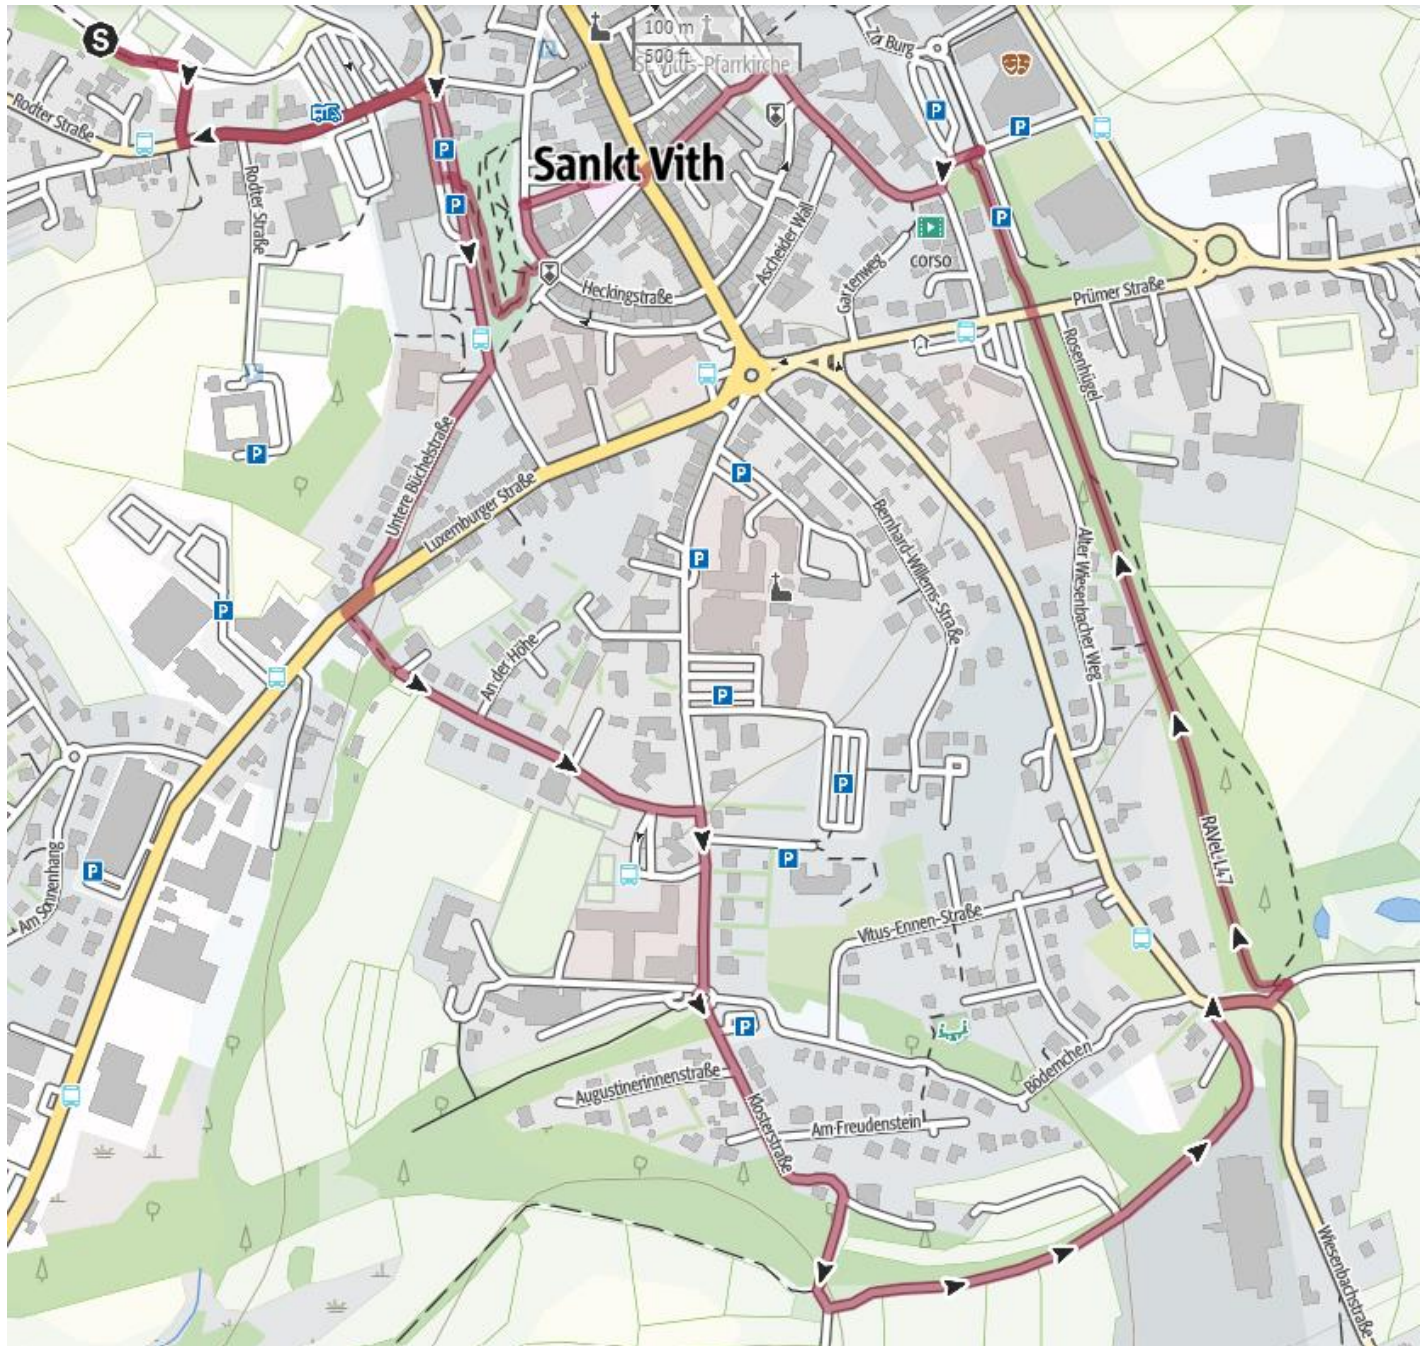 S
100 m
500 ft
St. Vitus-Pfarrkirche
Zur Burg
P
P
P
Rodter Straße
Sankt Vith
Rodter Straße
P
P
P
Ascheider Wall
corso
Gartenweg
Heckingstraße
Prümer Straße
Rosenhügel
P
P
Untere Büchelstraße
Luxemburger Straße
Bernhard-Willems-Straße
Alter Wiesenbacher Weg
P
P
An der Höhe
P
P
RAVeL-L47
P
P
Am Sonnenhang
Vitus-Ennen-Straße
P
Bödemchen
Augustinerinnenstraße
Klosterstraße
Am-Freudenstein
Wiesenbachstraße